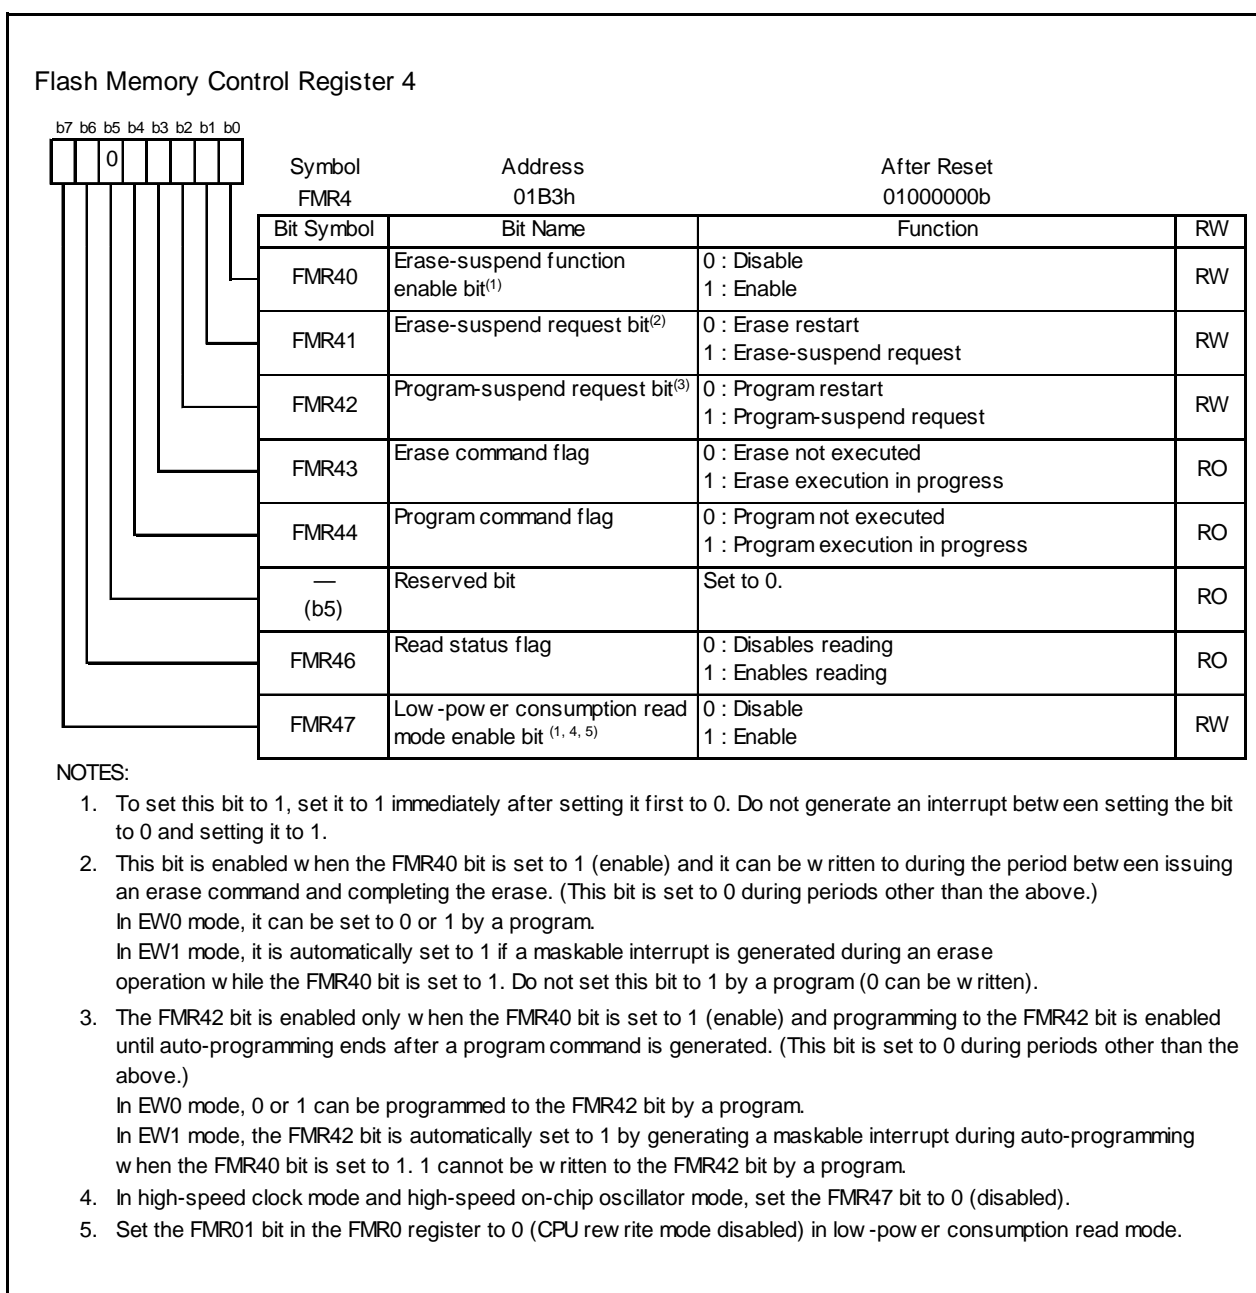 Flash Memory Control Register 4
b7 b6 b5 b4 b3 b2 b1 b0
0
Symbol Address After Reset
FMR4 01B3h 01000000b
Bit Symbol Bit Name Function RW
FMR40 Erase-suspend function enable bit(1) 0 : Disable RW
1 : Enable
FMR41 Erase-suspend request bit(2) 0 : Erase restart RW
1 : Erase-suspend request
FMR42 Program-suspend request bit(3) 0 : Program restart RW
1 : Program-suspend request
FMR43 Erase command flag 0 : Erase not executed RO
1 : Erase execution in progress
FMR44 Program command flag 0 : Program not executed RO
1 : Program execution in progress
— (b5) Reserved bit Set to 0. RO
FMR46 Read status flag 0 : Disables reading RO
1 : Enables reading
FMR47 Low-power consumption read mode enable bit (1, 4, 5) 0 : Disable RW
1 : Enable
NOTES:
1. To set this bit to 1, set it to 1 immediately after setting it first to 0. Do not generate an interrupt between setting the bit
to 0 and setting it to 1.
2. This bit is enabled when the FMR40 bit is set to 1 (enable) and it can be written to during the period between issuing
an erase command and completing the erase. (This bit is set to 0 during periods other than the above.)
In EW0 mode, it can be set to 0 or 1 by a program.
In EW1 mode, it is automatically set to 1 if a maskable interrupt is generated during an erase
operation while the FMR40 bit is set to 1. Do not set this bit to 1 by a program (0 can be written).
3. The FMR42 bit is enabled only when the FMR40 bit is set to 1 (enable) and programming to the FMR42 bit is enabled
until auto-programming ends after a program command is generated. (This bit is set to 0 during periods other than the
above.)
In EW0 mode, 0 or 1 can be programmed to the FMR42 bit by a program.
In EW1 mode, the FMR42 bit is automatically set to 1 by generating a maskable interrupt during auto-programming
when the FMR40 bit is set to 1. 1 cannot be written to the FMR42 bit by a program.
4. In high-speed clock mode and high-speed on-chip oscillator mode, set the FMR47 bit to 0 (disabled).
5. Set the FMR01 bit in the FMR0 register to 0 (CPU rewrite mode disabled) in low-power consumption read mode.